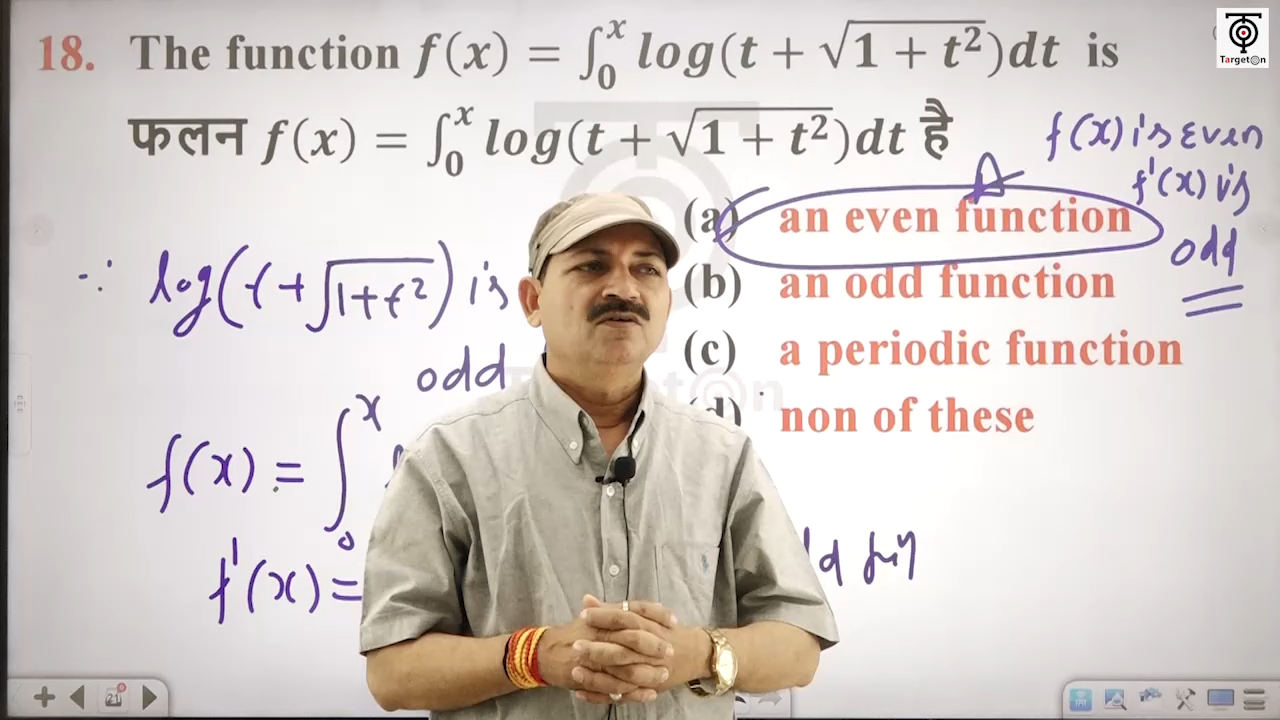 18. The function f(x) = ∫₀ˣ log(t + √1 + t²)dt is
फलन f(x) = ∫₀ˣ log(t + √1 + t²)dt है
(a) an even function
(b) an odd function
(c) a periodic function
(d) non of these
f(x) is even
f'(x) is
odd
∵ log(t + √1+t²) is
odd
f(x) = ∫₀ˣ
f'(x) =
Target
21